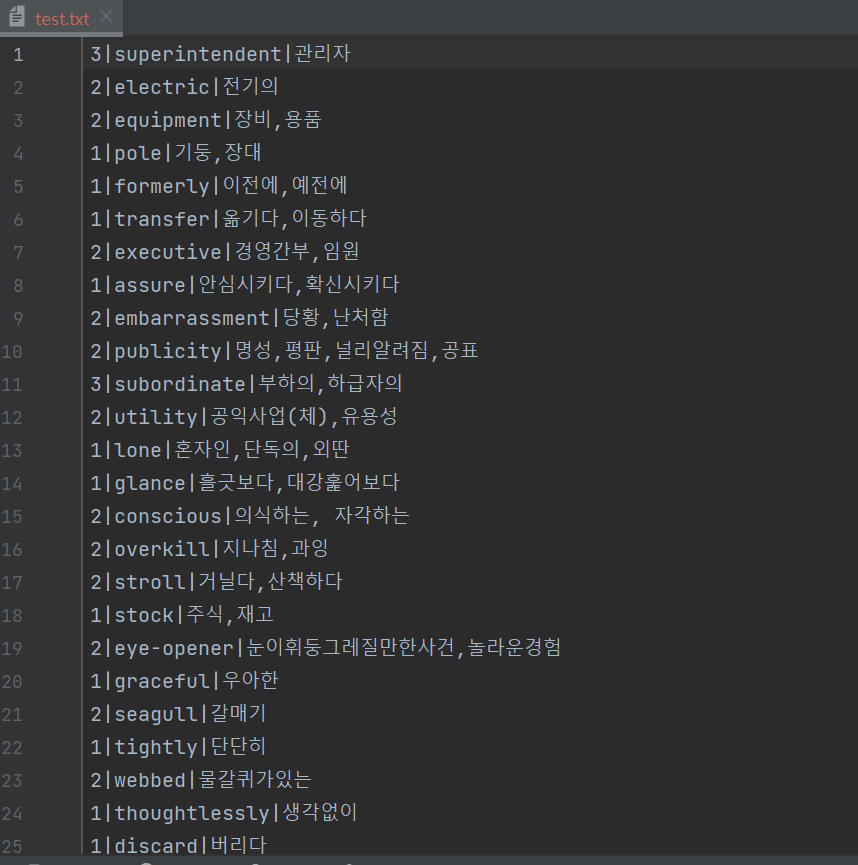 test.txt
1 3|superintendent|관리자
2 2|electric|전기의
3 2|equipment|장비,용품
4 1|pole|기둥,장대
5 1|formerly|이전에,예전에
6 1|transfer|옮기다,이동하다
7 2|executive|경영간부,임원
8 1|assure|안심시키다,확신시키다
9 2|embarrassment|당황,난처함
10 2|publicity|명성,평판,널리알려짐,공표
11 3|subordinate|부하의,하급자의
12 2|utility|공익사업(체),유용성
13 1|lone|혼자인,단독의,외딴
14 1|glance|흘긋보다,대강훑어보다
15 2|conscious|의식하는, 자각하는
16 2|overkill|지나침,과잉
17 2|stroll|거닐다,산책하다
18 1|stock|주식,재고
19 2|eye-opener|눈이휘둥그레질만한사건,놀라운경험
20 1|graceful|우아한
21 2|seagull|갈매기
22 1|tightly|단단히
23 2|webbed|물갈퀴가있는
24 1|thoughtlessly|생각없이
25 1|discard|버리다